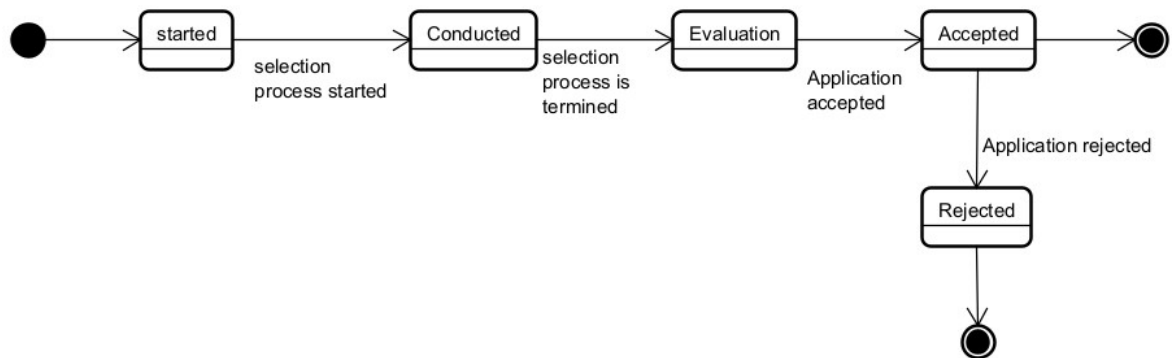 started
Conducted
Evaluation
Accepted
selection
process started
selection
process is
termined
Application
accepted
Application rejected
Rejected